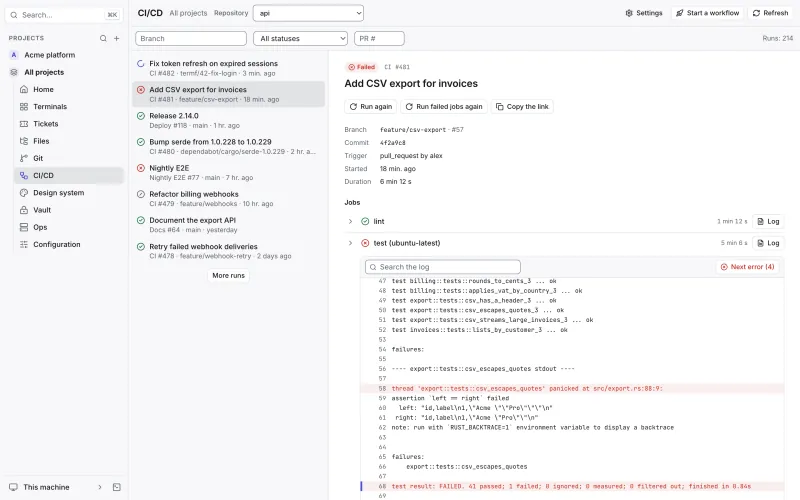 Search...
⌘K
PROJECTS
A
Acme platform
All projects
Home
Terminals
Tickets
Files
Git
CI/CD
Design system
Vault
Ops
Configuration
This machine
CI/CD All projects Repository api
Settings Start a workflow Refresh
Branch All statuses PR # Runs: 214
Fix token refresh on expired sessions
CI #482 · termf/42-fix-login · 3 min. ago
Add CSV export for invoices
CI #481 · feature/csv-export · 18 min. ago
Release 2.14.0
Deploy #118 · main · 1 hr. ago
Bump serde from 1.0.228 to 1.0.229
CI #480 · dependabot/cargo/serde-1.0.229 · 2 hr. a...
Nightly E2E
Nightly E2E #77 · main · 7 hr. ago
Refactor billing webhooks
CI #479 · feature/webhooks · 10 hr. ago
Document the export API
Docs #64 · main · yesterday
Retry failed webhook deliveries
CI #478 · feature/webhook-retry · 2 days ago
More runs
Failed CI #481
Add CSV export for invoices
Run again Run failed jobs again Copy the link
Branch feature/csv-export · #57
Commit 4f2a9c8
Trigger pull_request by alex
Started 18 min. ago
Duration 6 min 12 s
Jobs
lint 1 min 12 s Log
test (ubuntu-latest) 5 min 6 s Log
Search the log Next error (4)
47 test billing::tests::rounds_to_cents_3 ... ok
48 test billing::tests::applies_vat_by_country_3 ... ok
49 test export::tests::csv_has_a_header_3 ... ok
50 test export::tests::csv_escapes_quotes_3 ... ok
51 test export::tests::csv_streams_large_invoices_3 ... ok
52 test invoices::tests::lists_by_customer_3 ... ok
53
54 failures:
55
56 ---- export::tests::csv_escapes_quotes stdout ----
57
58 thread 'export::tests::csv_escapes_quotes' panicked at src/export.rs:88:9:
59 assertion `left == right` failed
60 left: "id,label\n1,\"Acme \"\"Pro\"\"\"\n"
61 right: "id,label\n1,\"Acme \"Pro\"\"\n"
62 note: run with `RUST_BACKTRACE=1` environment variable to display a backtrace
63
64
65 failures:
66 export::tests::csv_escapes_quotes
67
68 test result: FAILED. 41 passed; 1 failed; 0 ignored; 0 measured; 0 filtered out; finished in 0.84s
69